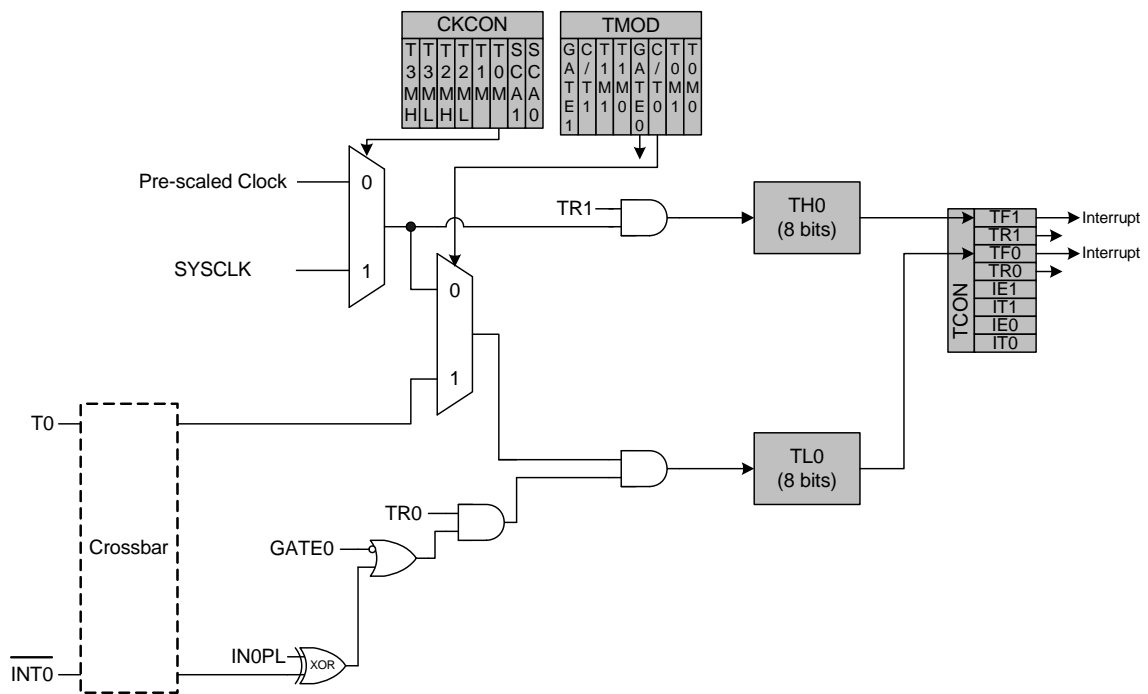 CKCON
TMOD
T3MH
T3ML
T2MH
T2ML
T1M
T0M
SCA1
SCA0
GATE1
C/T1
T1M1
T1M0
GATE0
C/T0
T0M1
T0M0
Pre-scaled Clock
0
SYSCLK
1
TR1
TH0
(8 bits)
TCON
TF1
TR1
TF0
TR0
IE1
IT1
IE0
IT0
Interrupt
Interrupt
0
1
T0
Crossbar
TL0
(8 bits)
TR0
GATE0
IN0PL
XOR
INT0